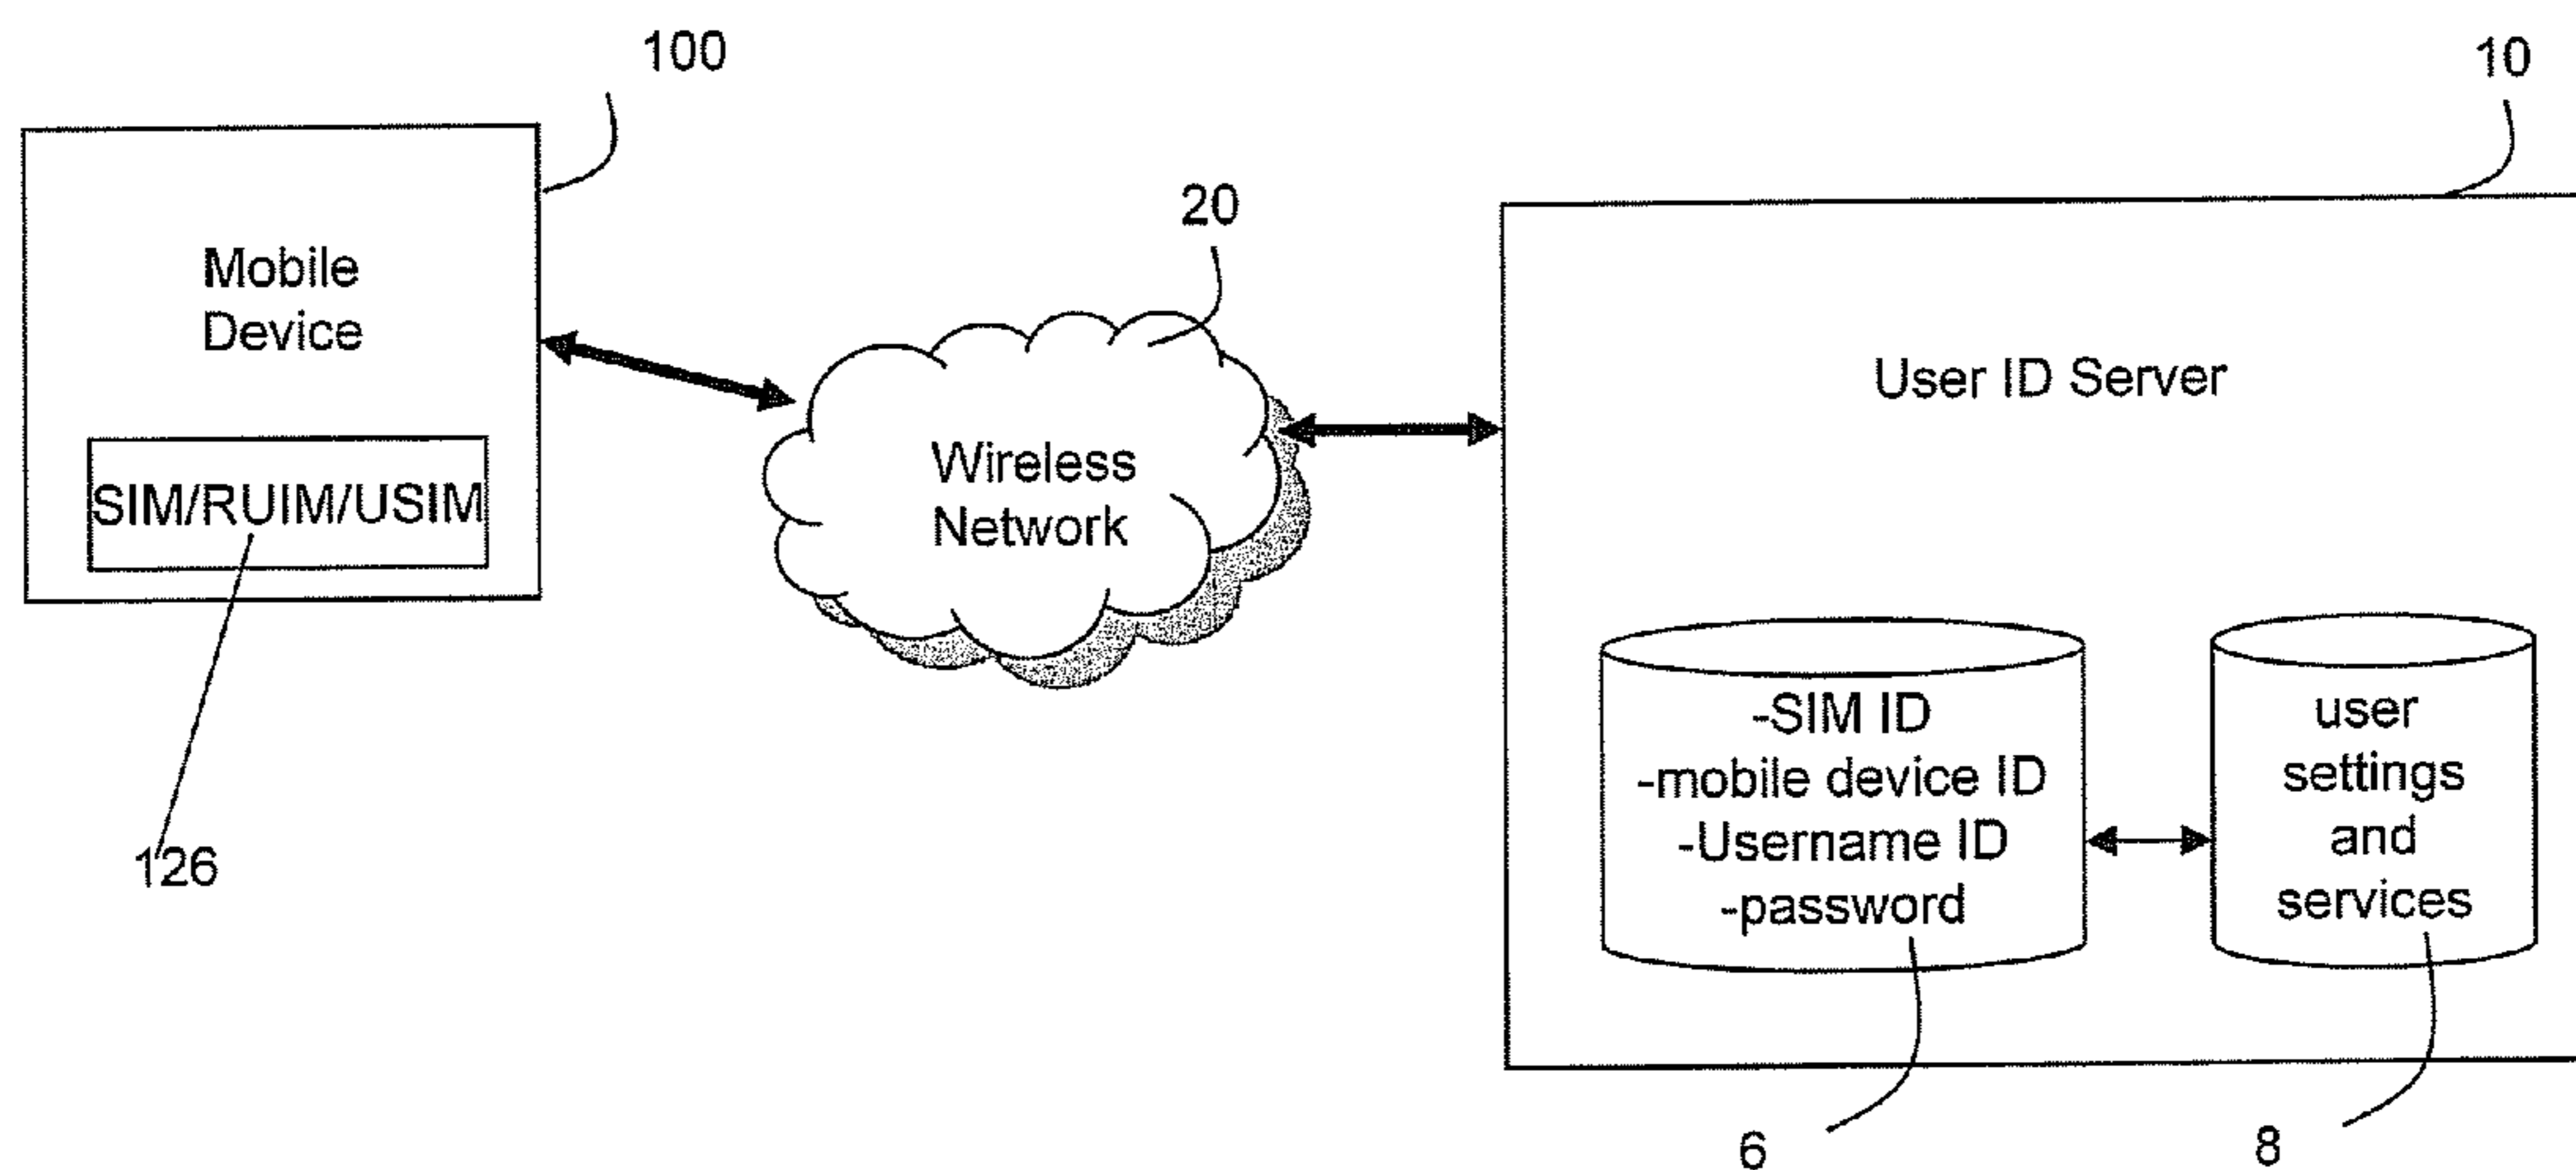 100
10
20
Mobile
Device
SIM/RUIM/USIM
126
Wireless
Network
User ID Server
-SIM ID
-mobile device ID
-Username ID
-password
user
settings
and
services
6
8